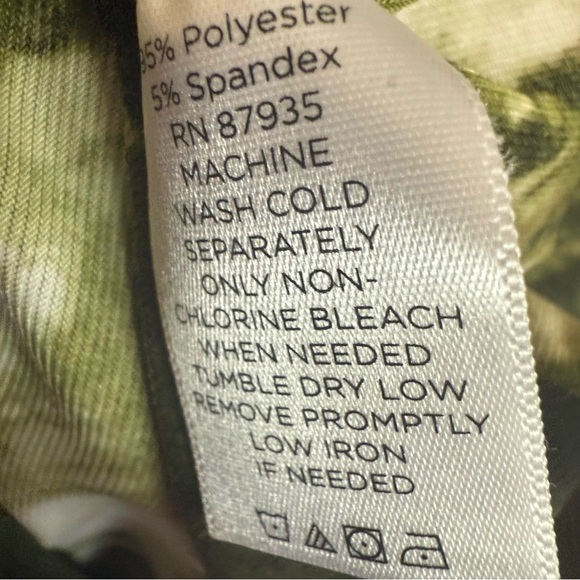 95% Polyester
5% Spandex
RN 87935
MACHINE
WASH COLD
SEPARATELY
ONLY NON-
CHLORINE BLEACH
WHEN NEEDED
TUMBLE DRY LOW
REMOVE PROMPTLY
LOW IRON
IF NEEDED